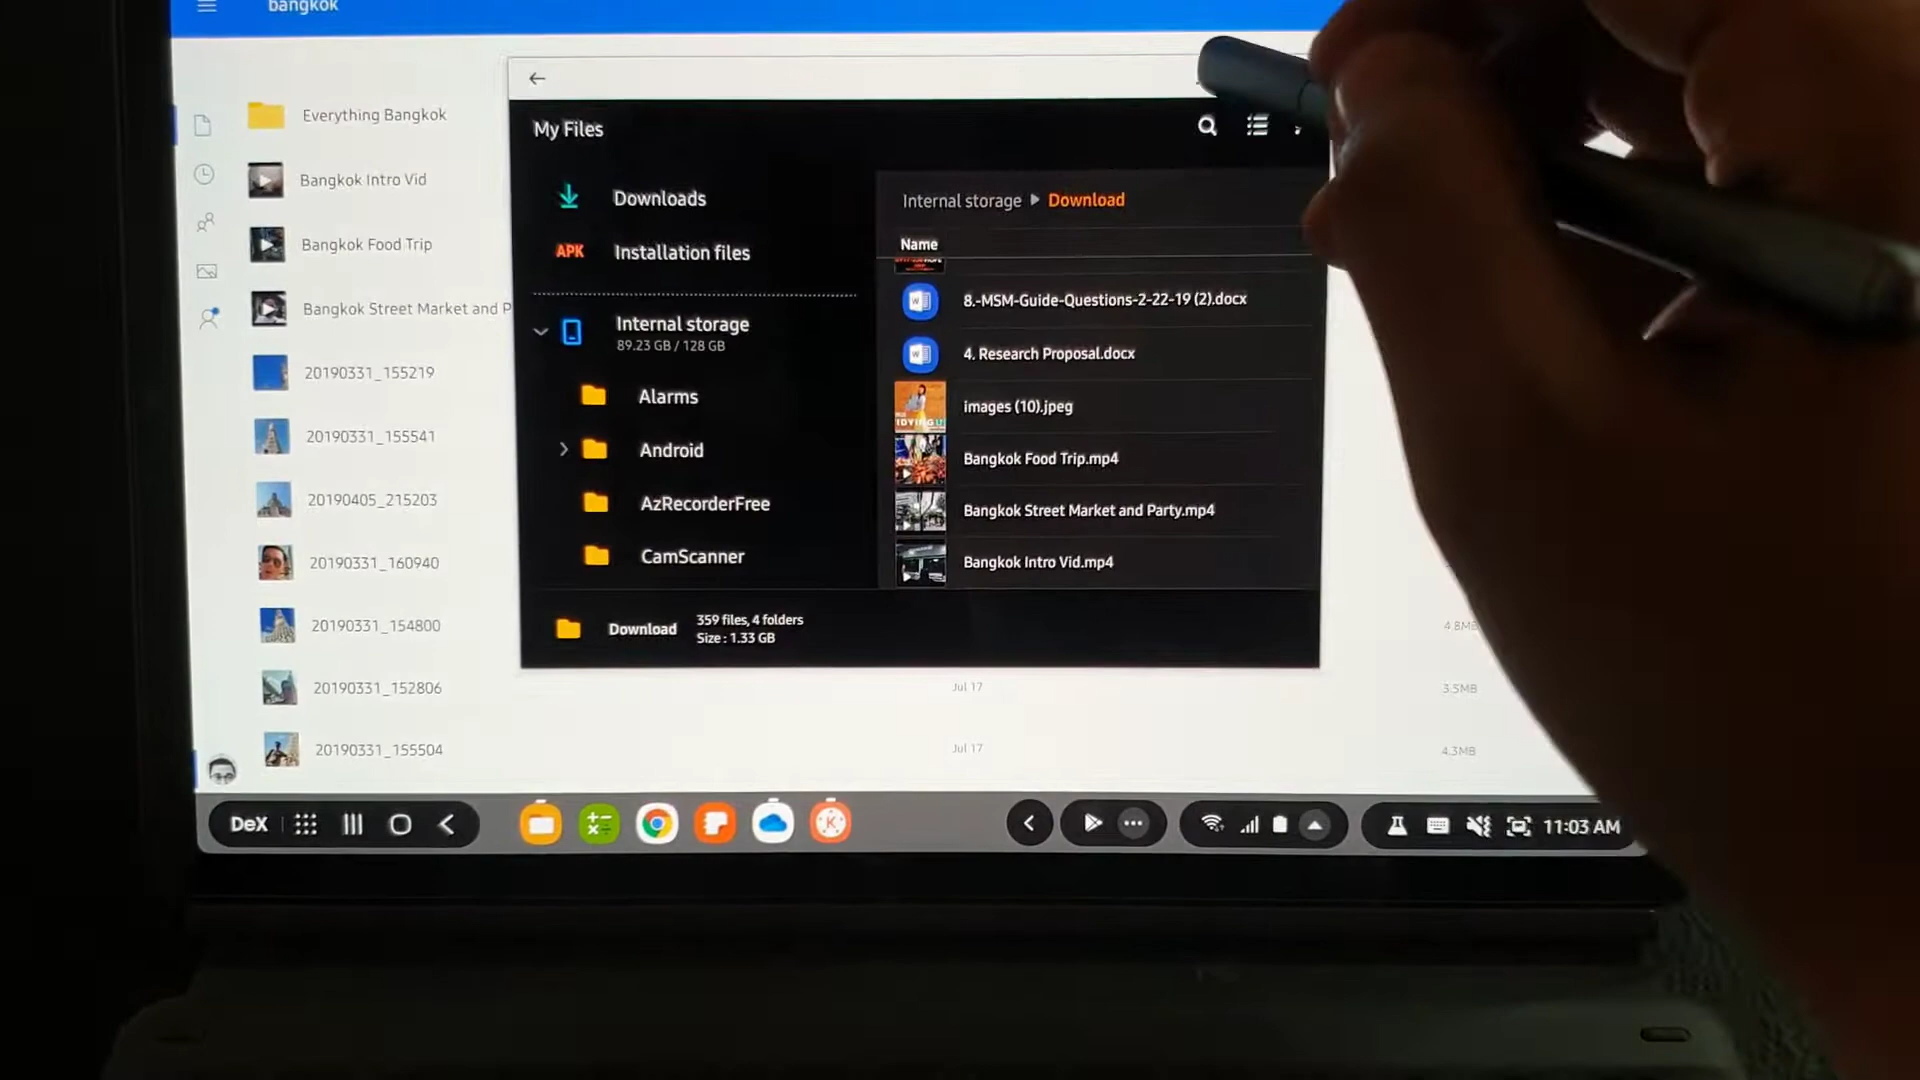 bangkok
Everything Bangkok
Bangkok Intro Vid
Bangkok Food Trip
Bangkok Street Market and P
20190331_155219
20190331_155541
20190405_215203
20190331_160940
20190331_154800
20190331_152806
20190331_155504
My Files
Downloads
APK Installation files
Internal storage
89.23 GB / 128 GB
Alarms
Android
AzRecorderFree
CamScanner
Internal storage Download
Name
8.-MSM-Guide-Questions-2-22-19 (2).docx
4. Research Proposal.docx
images (10).jpeg
Bangkok Food Trip.mp4
Bangkok Street Market and Party.mp4
Bangkok Intro Vid.mp4
Download
359 files, 4 folders
Size : 1.33 GB
4.8MB
Jul 17
3.5MB
Jul 17
4.3MB
DeX
K
11:03 AM